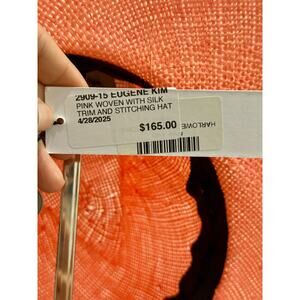 2909-15 EUGENE KIM
PINK WOVEN WITH SILK
TRIM AND STITCHING HAT
4/28/2025
$165.00
HARLOWE